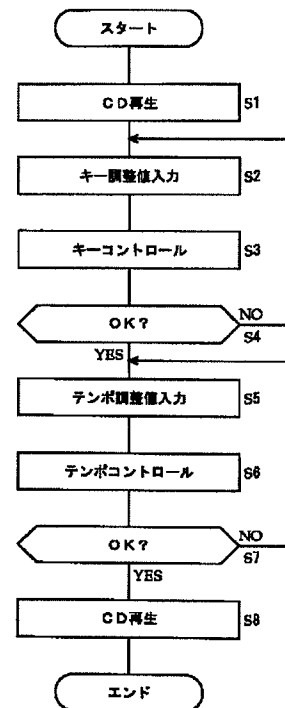 スタート
CD再生 S1
キー調整値入力 S2
キーコントロール S3
OK? NO
S4
YES
テンポ調整値入力 S5
テンポコントロール S6
OK? NO
S7
YES
CD再生 S8
エンド